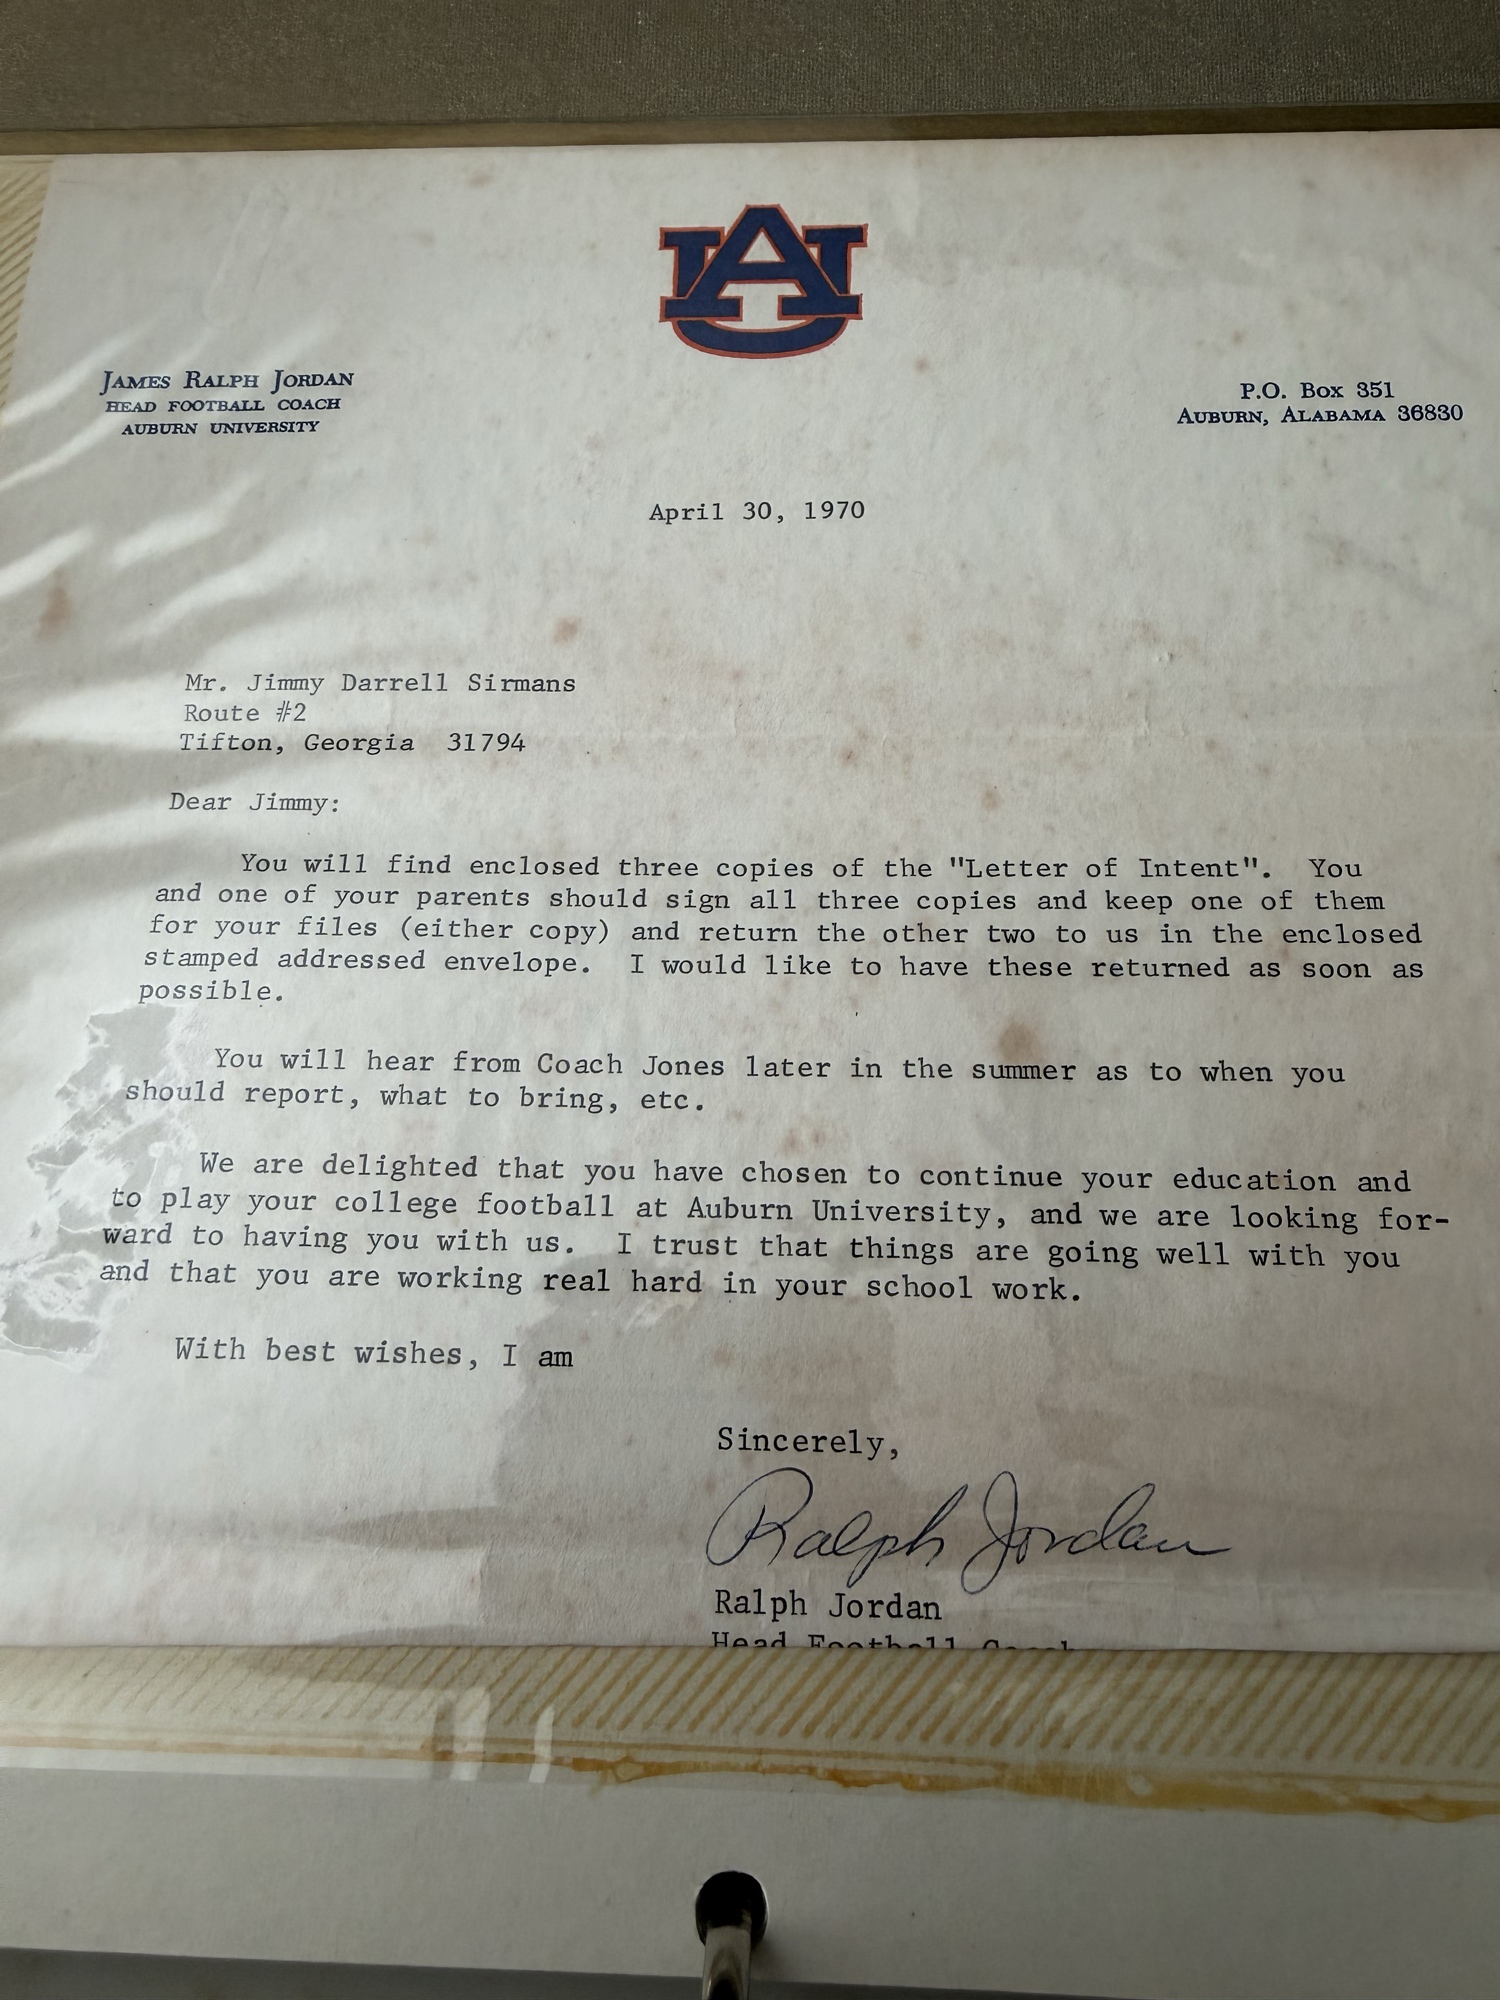 AU
JAMES RALPH JORDAN
HEAD FOOTBALL COACH
AUBURN UNIVERSITY
P.O. Box 351
AUBURN, ALABAMA 36830
April 30, 1970
Mr. Jimmy Darrell Sirmans
Route #2
Tifton, Georgia  31794
Dear Jimmy:
You will find enclosed three copies of the "Letter of Intent".  You
and one of your parents should sign all three copies and keep one of them
for your files (either copy) and return the other two to us in the enclosed
stamped addressed envelope.  I would like to have these returned as soon as
possible.
You will hear from Coach Jones later in the summer as to when you
should report, what to bring, etc.
We are delighted that you have chosen to continue your education and
to play your college football at Auburn University, and we are looking for-
ward to having you with us.  I trust that things are going well with you
and that you are working real hard in your school work.
With best wishes, I am
Sincerely,
Ralph Jordan
Ralph Jordan
Head Football Coach